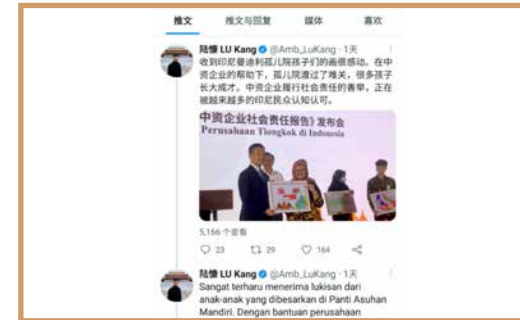 推文 推文与回复 媒体 喜欢
陆慷 LU Kang @Amb_LuKang · 1天
收到印尼曼迪利孤儿院孩子们的画很感动。在中
资企业的帮助下，孤儿院渡过了难关，很多孩子
长大成才。中资企业履行社会责任的善举，正在
被越来越多的印尼民众认知认可。
中资企业社会责任报告》发布会
Perusahaan Tiongkok di Indonesia
5,166 个查看
23 29 164
陆慷 LU Kang @Amb_LuKang · 1天
Sangat terharu menerima lukisan dari
anak-anak yang dibesarkan di Panti Asuhan
Mandiri. Dengan bantuan perusahaan